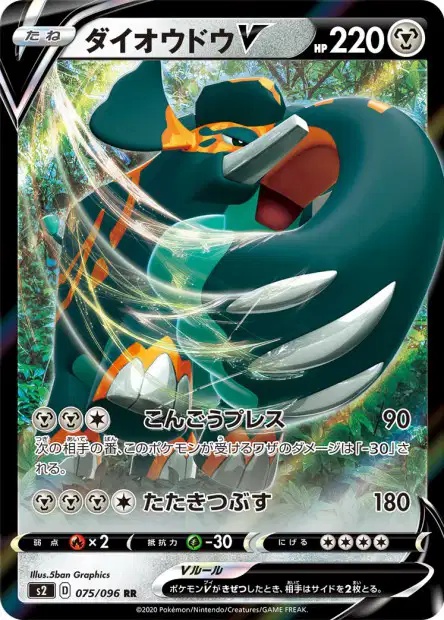 たね ダイオウドウV HP 220
こんごうプレス 90
次の相手の番、このポケモンが受けるワザのダメージは「-30」さ
れる。
たたきつぶす 180
弱点 ×2 抵抗力 -30 にげる
Illus.5ban Graphics
Vルール
s2 D 075/096 RR
ポケモンVがきぜつしたとき、相手はサイドを2枚とる。
©2020 Pokémon/Nintendo/Creatures/GAME FREAK.